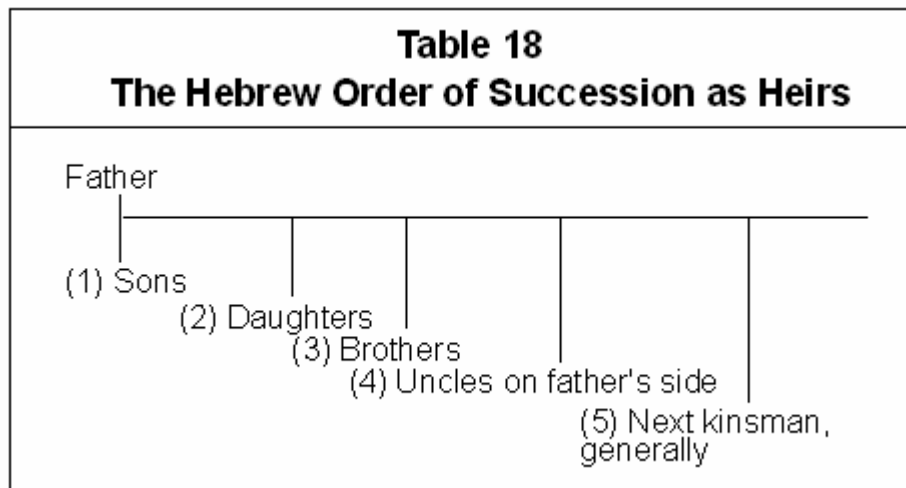 Table 18
The Hebrew Order of Succession as Heirs
Father
(1) Sons
(2) Daughters
(3) Brothers
(4) Uncles on father's side
(5) Next kinsman,
generally